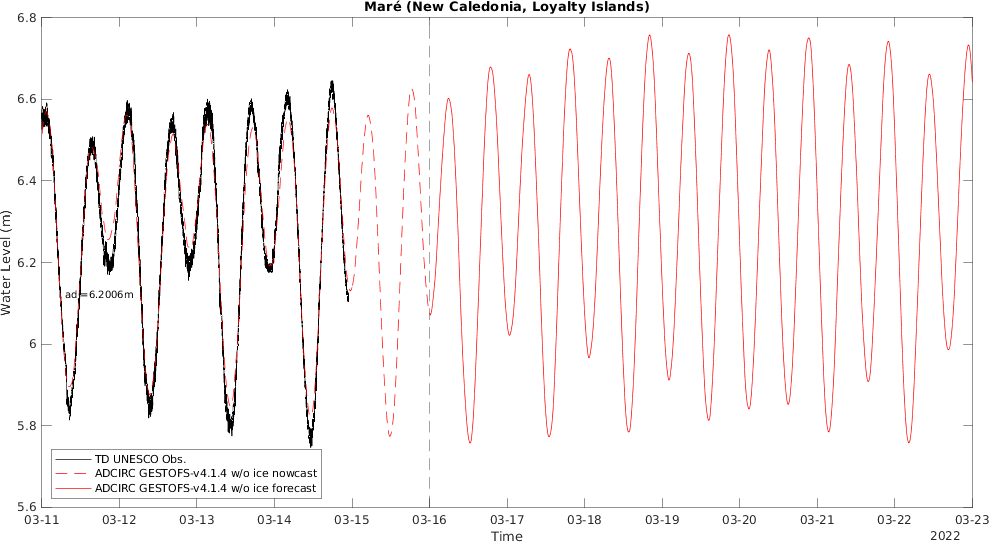 Maré (New Caledonia, Loyalty Islands)
6.8
6.6
6.4
6.2
6
5.8
5.6
Water Level (m)
adj=6.2006m
TD UNESCO Obs.
ADCIRC GESTOFS-v4.1.4 w/o ice nowcast
ADCIRC GESTOFS-v4.1.4 w/o ice forecast
03-11 03-12 03-13 03-14 03-15 03-16 03-17 03-18 03-19 03-20 03-21 03-22 03-23
Time
2022